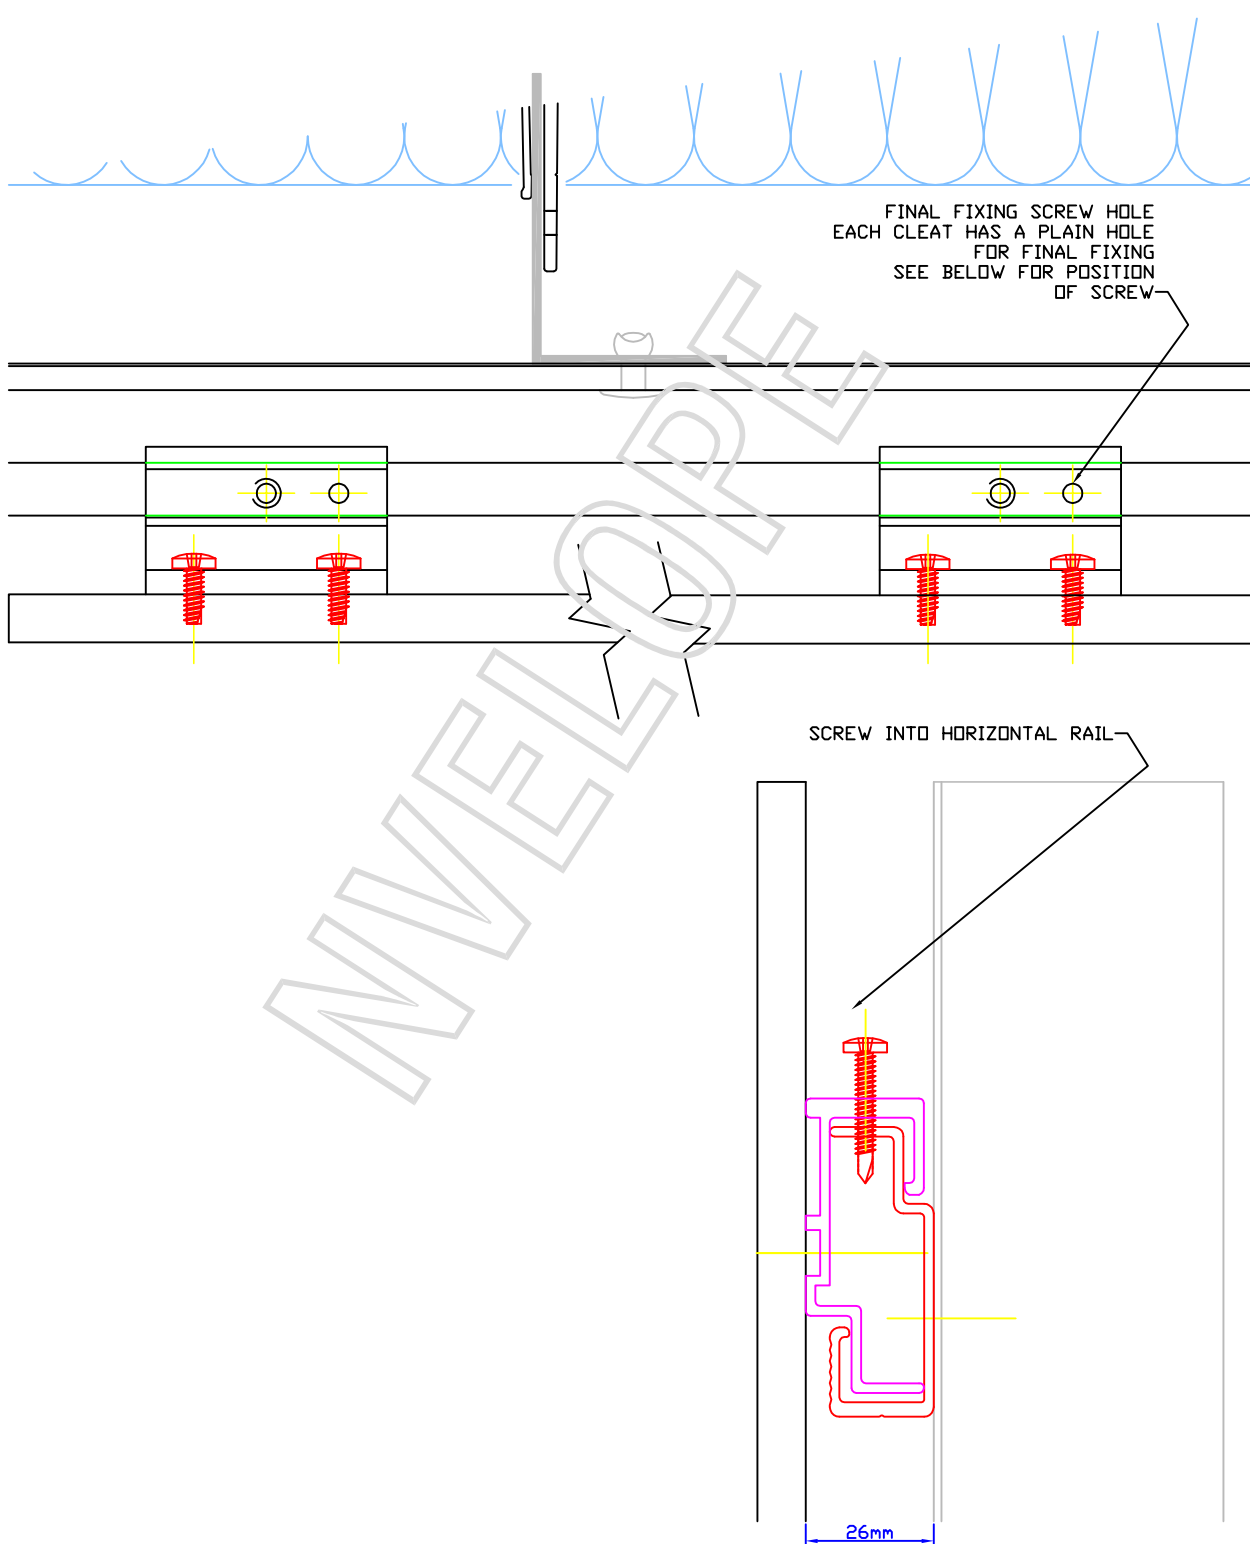 FINAL FIXING SCREW HOLE
EACH CLEAT HAS A PLAIN HOLE
FOR FINAL FIXING
SEE BELOW FOR POSITION
OF SCREW
NVELOPE
SCREW INTO HORIZONTAL RAIL
26mm